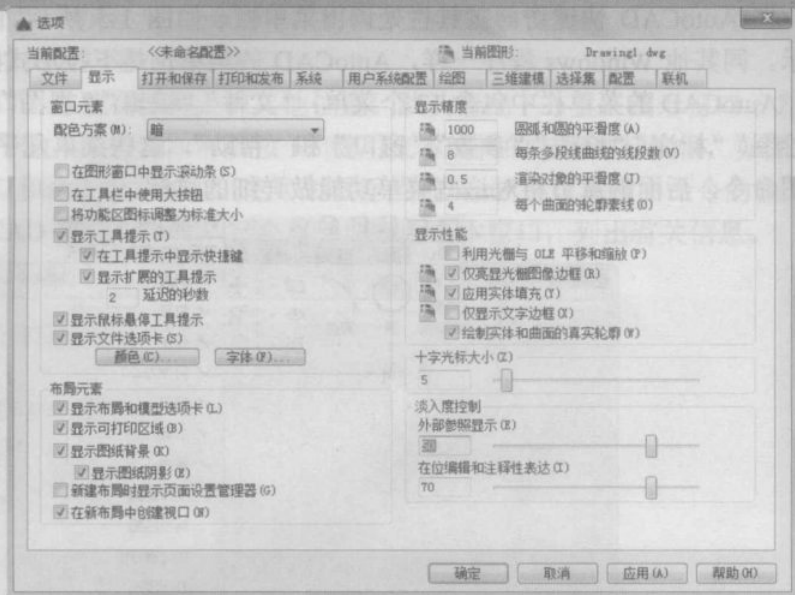 AutoCAD
AutoCAD
AutoCAD
选项
当前配置： <<未命名配置>> 当前图形： Drawing1.dwg
文件 显示 打开和保存 打印和发布 系统 用户系统配置 绘图 三维建模 选择集 配置 联机
窗口元素
配色方案(M)： 暗
在图形窗口中显示滚动条(S)
在工具栏中使用大按钮
将功能区图标调整为标准大小
显示工具提示(T)
在工具提示中显示快捷键
显示扩展的工具提示
2 延迟的秒数
显示鼠标悬停工具提示
显示文件选项卡(S)
颜色(C)... 字体(F)...
布局元素
显示布局和模型选项卡(L)
显示可打印区域(B)
显示图纸背景(K)
显示图纸阴影(E)
新建布局时显示页面设置管理器(G)
在新布局中创建视口(N)
显示精度
1000 圆弧和圆的平滑度(A)
8 每条多段线曲线的线段数(V)
0.5 渲染对象的平滑度(J)
4 每个曲面的轮廓素线(O)
显示性能
利用光栅与 OLE 平移和缩放(P)
仅亮显光栅图像边框(R)
应用实体填充(Y)
仅显示文字边框(X)
绘制实体和曲面的真实轮廓(W)
十字光标大小(Z)
5
淡入度控制
外部参照显示(E)
在位编辑和注释性表达(I)
70
确定 取消 应用(A) 帮助(H)